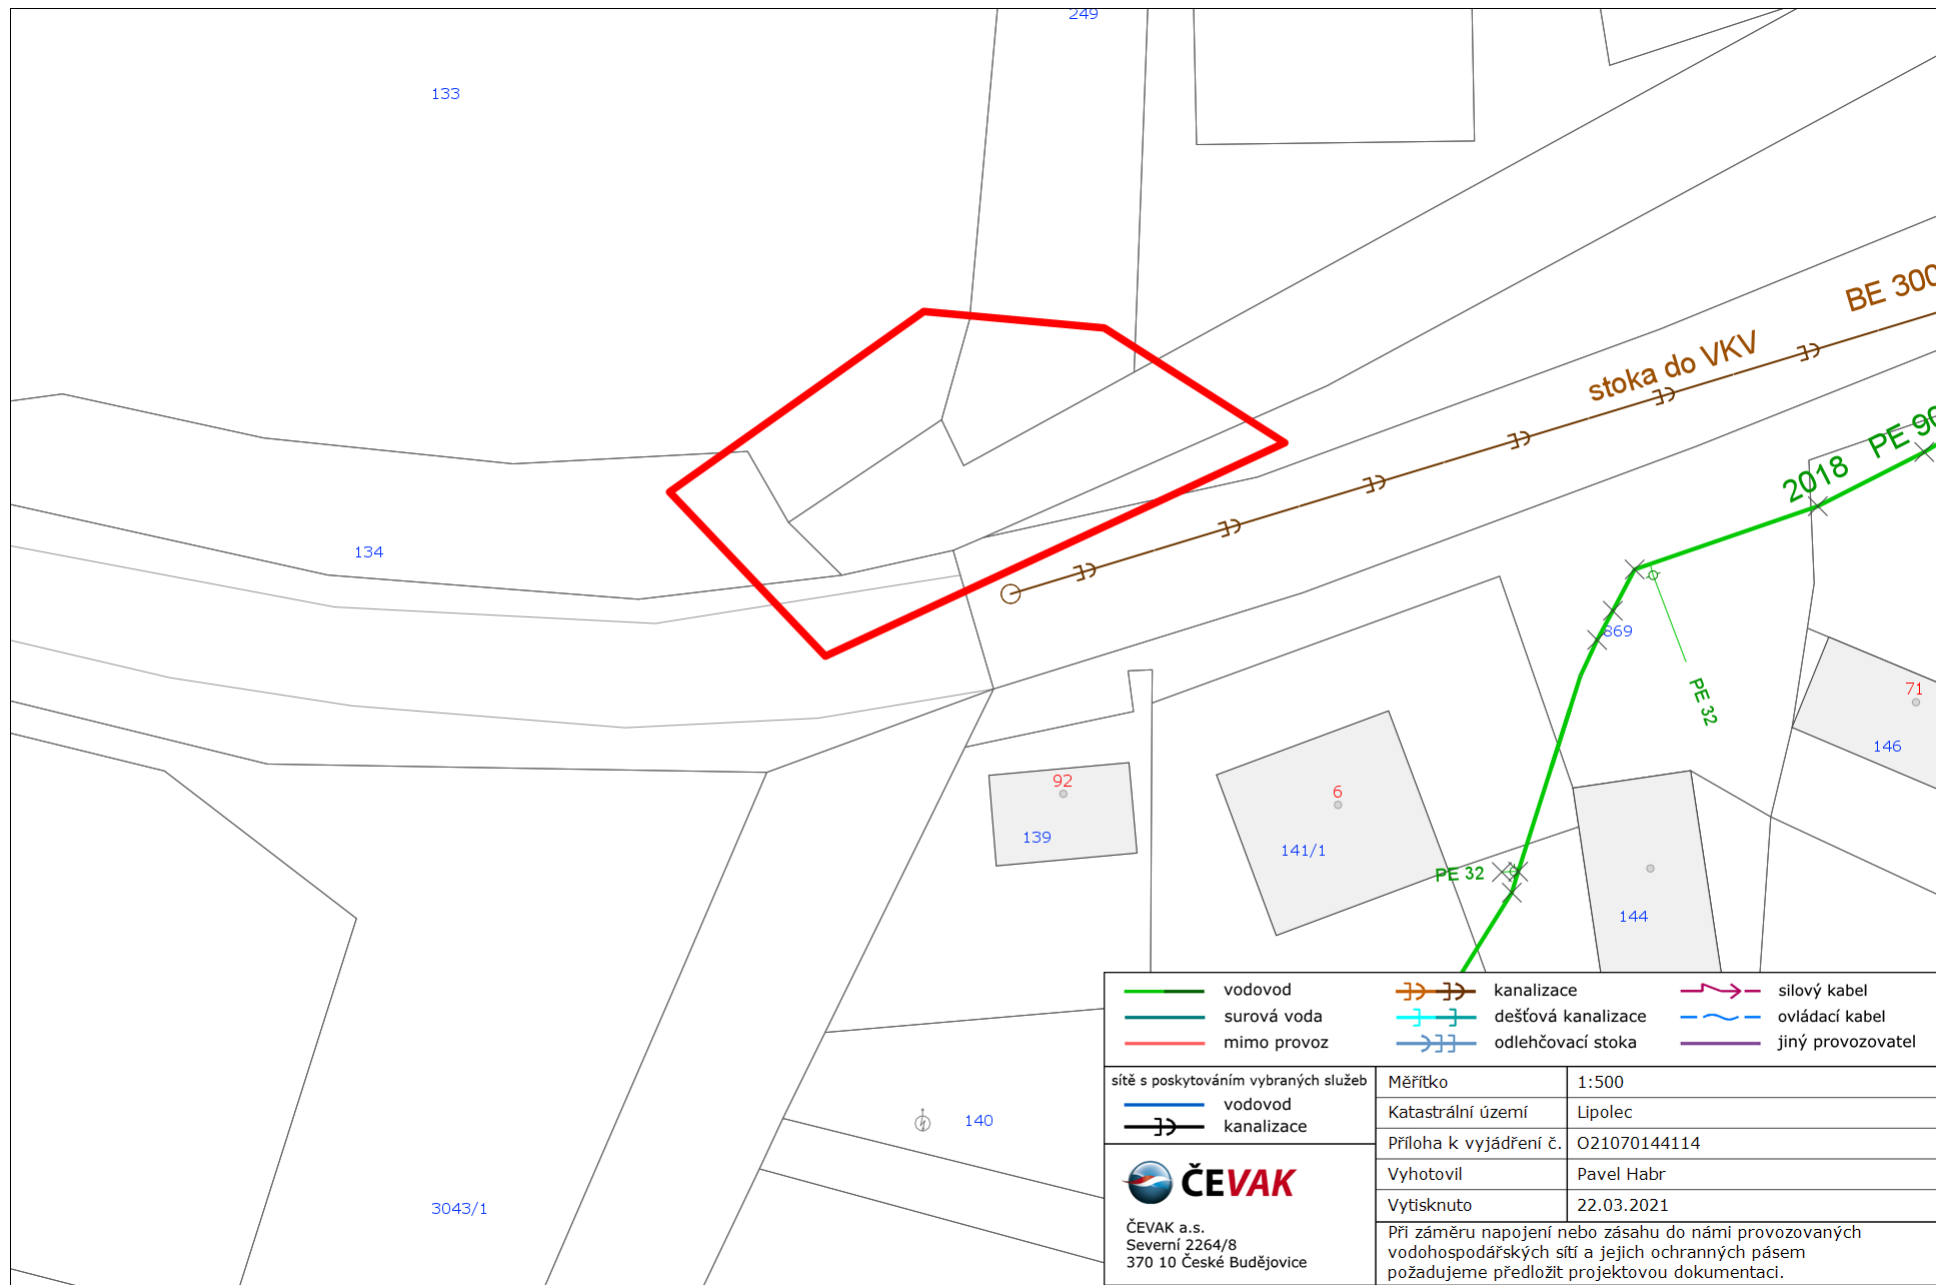 249
133
BE 300
stoka do VKV
PE 90
2018
134
869
PE 32
71
146
92
6
139
141/1
PE 32
144
140
3043/1
vodovod
kanalizace
silový kabel
surová voda
dešťová kanalizace
ovládací kabel
mimo provoz
odlehčovací stoka
jiný provozovatel
sítě s poskytováním vybraných služeb
vodovod
kanalizace
Měřítko 1:500
Katastrální území Lipolec
Příloha k vyjádření č. O21070144114
Vyhotovil Pavel Habr
Vytisknuto 22.03.2021
ČEVAK
ČEVAK a.s.
Severní 2264/8
370 10 České Budějovice
Při záměru napojení nebo zásahu do námi provozovaných
vodohospodářských sítí a jejich ochranných pásem
požadujeme předložit projektovou dokumentaci.